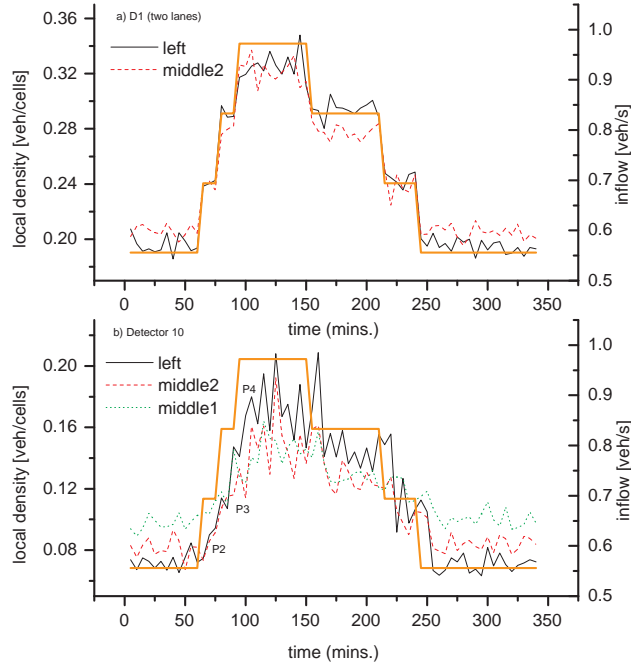 a) D1 (two lanes)
left
middle2
local density [veh/cells]
0.36
0.32
0.28
0.24
0.20
1.0
0.9
0.8
0.7
0.6
0.5
inflow [veh/s]
0 50 100 150 200 250 300 350
time (mins.)
b) Detector 10
left
middle2
middle1
P4
P3
P2
local density [veh/cells]
0.20
0.16
0.12
0.08
1.0
0.9
0.8
0.7
0.6
0.5
inflow [veh/s]
0 50 100 150 200 250 300 350
time (mins.)